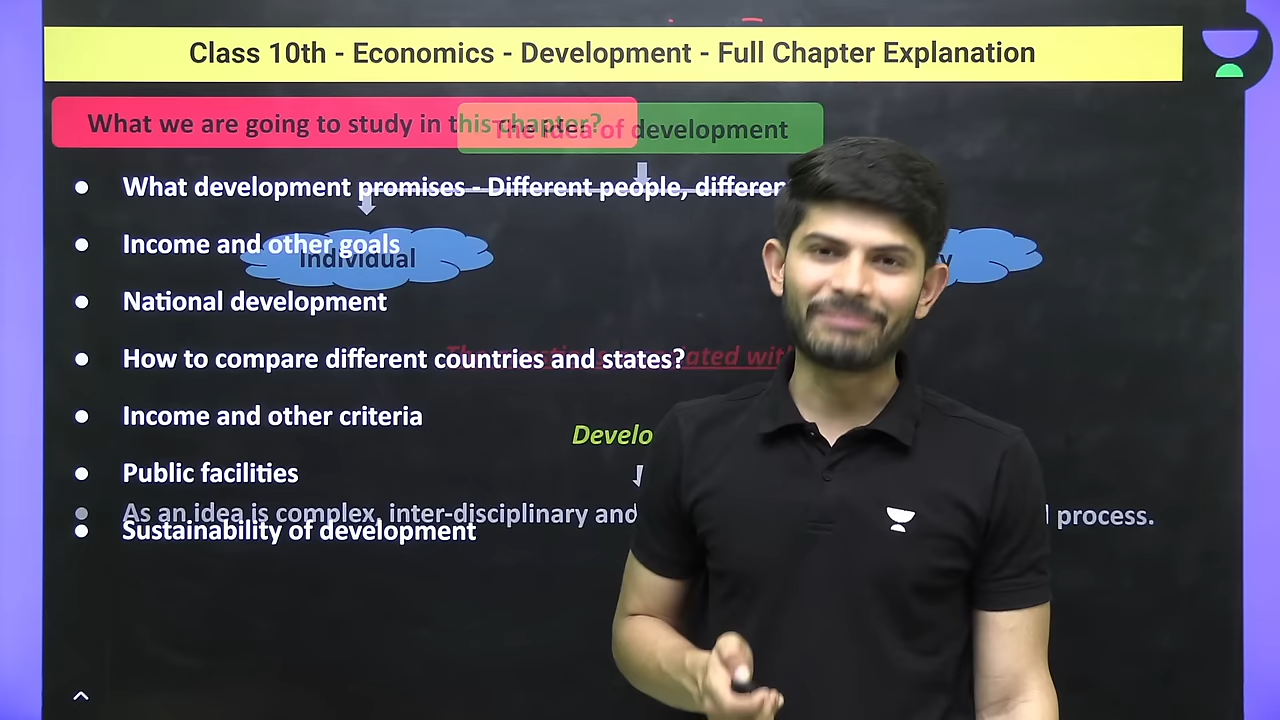 Class 10th - Economics - Development - Full Chapter Explanation
What we are going to study in this chapter?
The idea of development
What development promises - Different people, differen
Income and other goals
Individual
y
National development
How to compare different countries and states?
ated with
Income and other criteria
Develo
Public facilities
As an idea is complex, inter-disciplinary and
process.
Sustainability of development